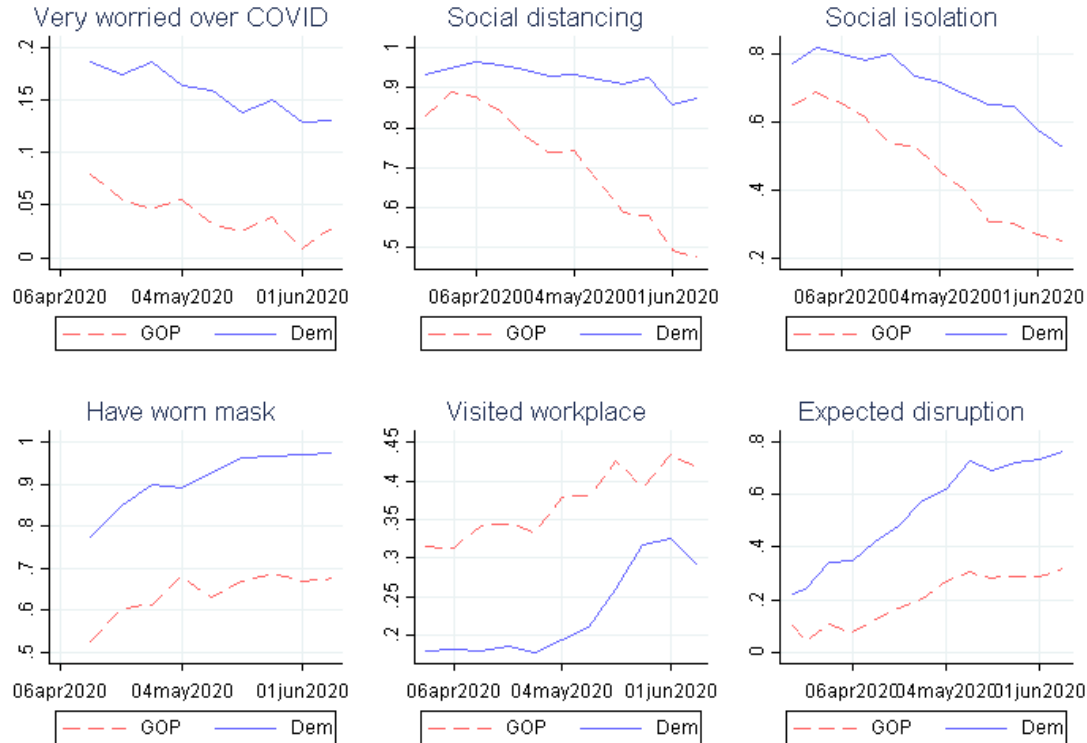 Very worried over COVID
.2
.15
.1
.05
0
06apr2020 04may2020 01jun2020
GOP Dem
Social distancing
1
.9
.8
.7
.6
.5
06apr2020 04may2020 01jun2020
GOP Dem
Social isolation
.8
.6
.4
.2
06apr2020 04may2020 01jun2020
GOP Dem
Have worn mask
1
.9
.8
.7
.6
.5
06apr2020 04may2020 01jun2020
GOP Dem
Visited workplace
.45
.4
.35
.3
.25
.2
06apr2020 04may2020 01jun2020
GOP Dem
Expected disruption
.8
.6
.4
.2
0
06apr2020 04may2020 01jun2020
GOP Dem